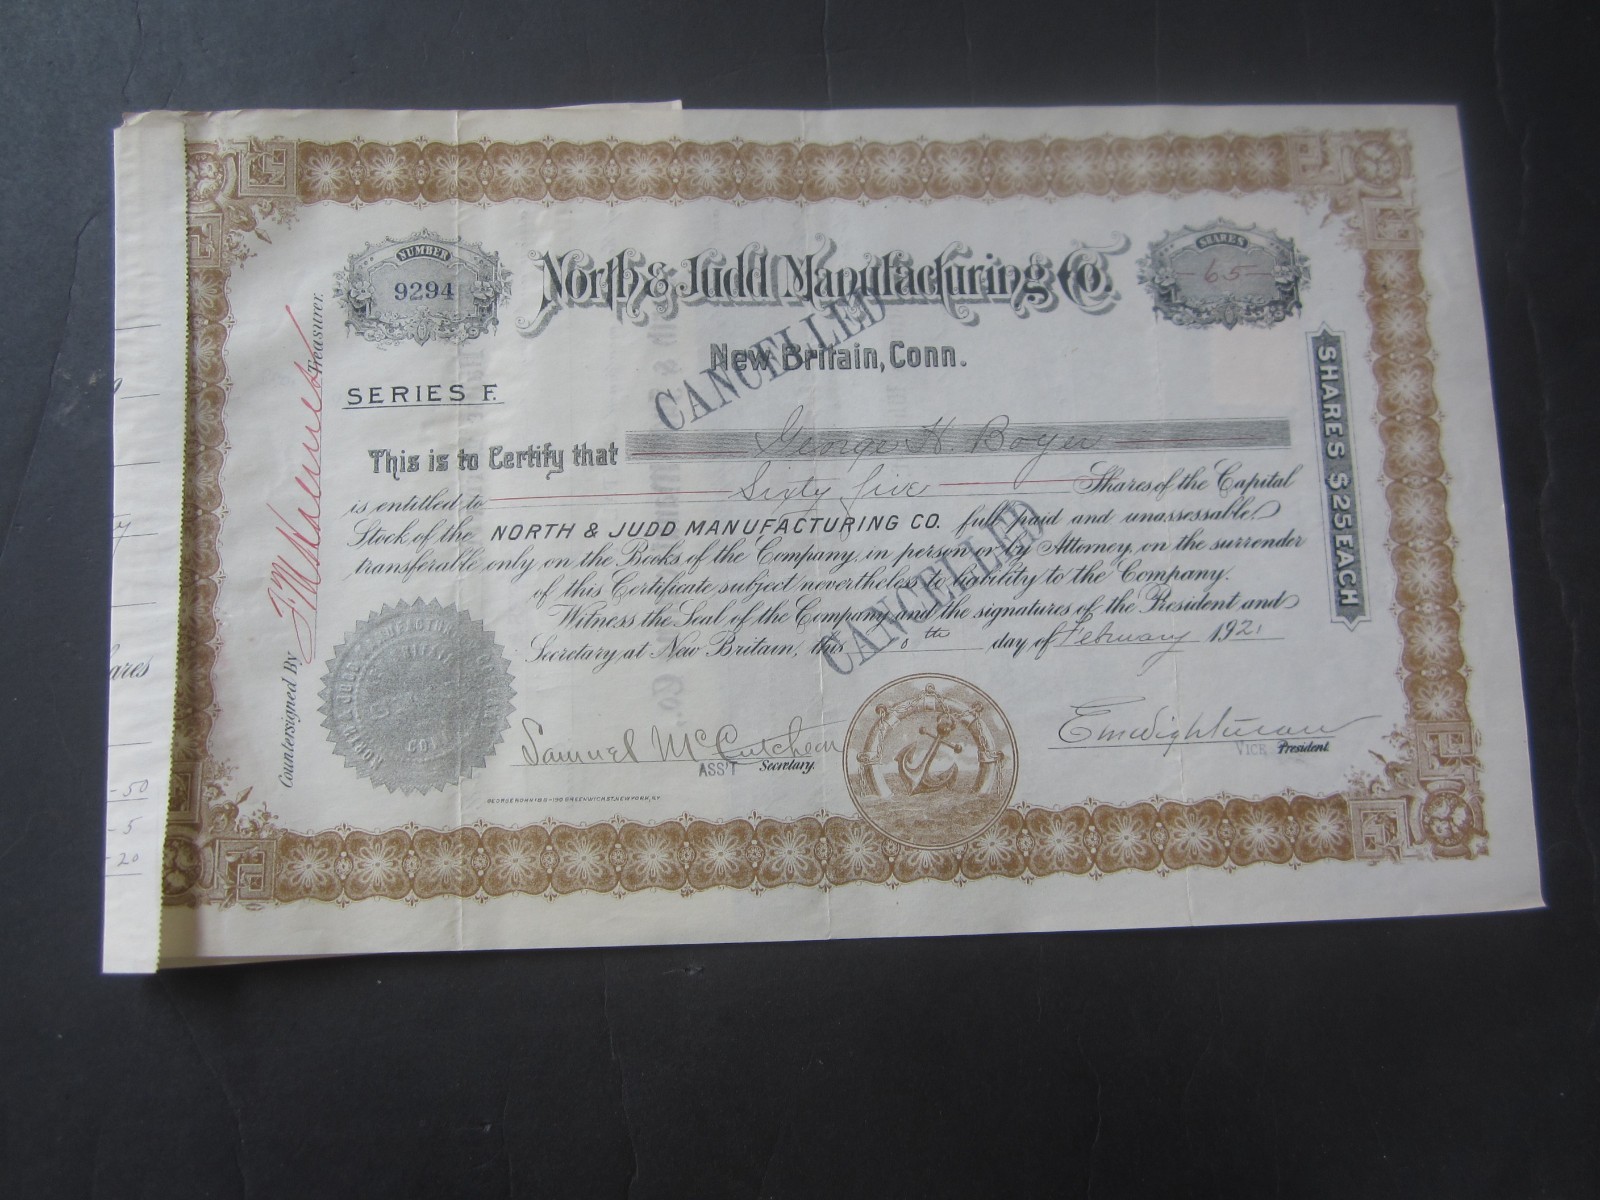 NUMBER
9294
North & Judd Manufacturing Co.
SHARES
65
New Britain, Conn.
CANCELLED
SERIES F.
This is to Certify that George H Boyer
is entitled to Sixty five Shares of the Capital
Stock of the NORTH & JUDD MANUFACTURING CO. full paid and unassessable
transferable only on the Books of the Company, in person or by Attorney, on the surrender
of this Certificate, subject nevertheless to liability to the Company.
Witness the Seal of the Company and the signatures of the President and
Secretary at New Britain, this 8th day of February 1921
CANCELLED
SHARES $25 EACH
Countersigned By Treasurer.
Samuel McCutcheon
ASS'T Secretary.
VICE President.
50
5
20